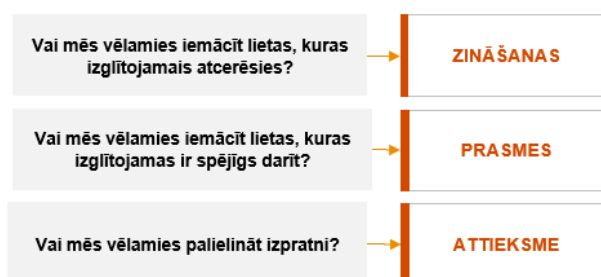 Vai mēs vēlamies iemācīt lietas, kuras
izglītojamais atcerēsies?
ZINĀŠANAS
Vai mēs vēlamies iemācīt lietas, kuras
izglītojamas ir spējīgs darīt?
PRASMES
Vai mēs vēlamies palielināt izpratni?
ATTIEKSME